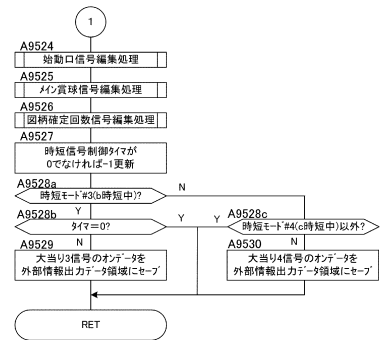 1
A9524
始動口信号編集処理
A9525
メイン賞球信号編集処理
A9526
図柄確定回数信号編集処理
A9527
時短信号制御タイマが
0でなければ-1更新
A9528a
時短モード#3(b時短中)?
N
Y
A9528b
タイマ=0?
Y
Y
A9528c
時短モード#4(c時短中)以外?
N
N
A9529
大当り3信号のオンデータを
外部情報出力データ領域にセーブ
A9530
大当り4信号のオンデータを
外部情報出力データ領域にセーブ
RET